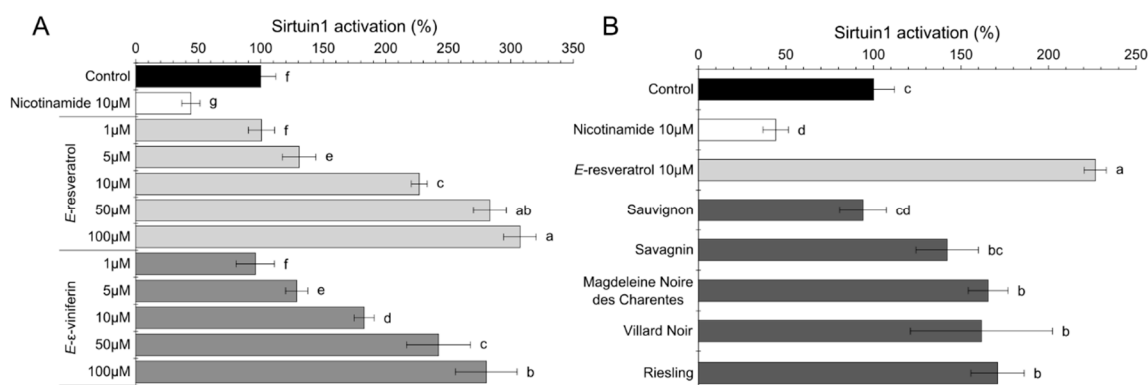 A
Sirtuin1 activation (%)
0 50 100 150 200 250 300 350
Control
f
Nicotinamide 10µM
g
E-resveratrol
1µM
f
5µM
e
10µM
c
50µM
ab
100µM
a
E-ε-viniferin
1µM
f
5µM
e
10µM
d
50µM
c
100µM
b
B
Sirtuin1 activation (%)
0 50 100 150 200 250
Control
c
Nicotinamide 10µM
d
E-resveratrol 10µM
a
Sauvignon
cd
Savagnin
bc
Magdeleine Noire
des Charentes
b
Villard Noir
b
Riesling
b